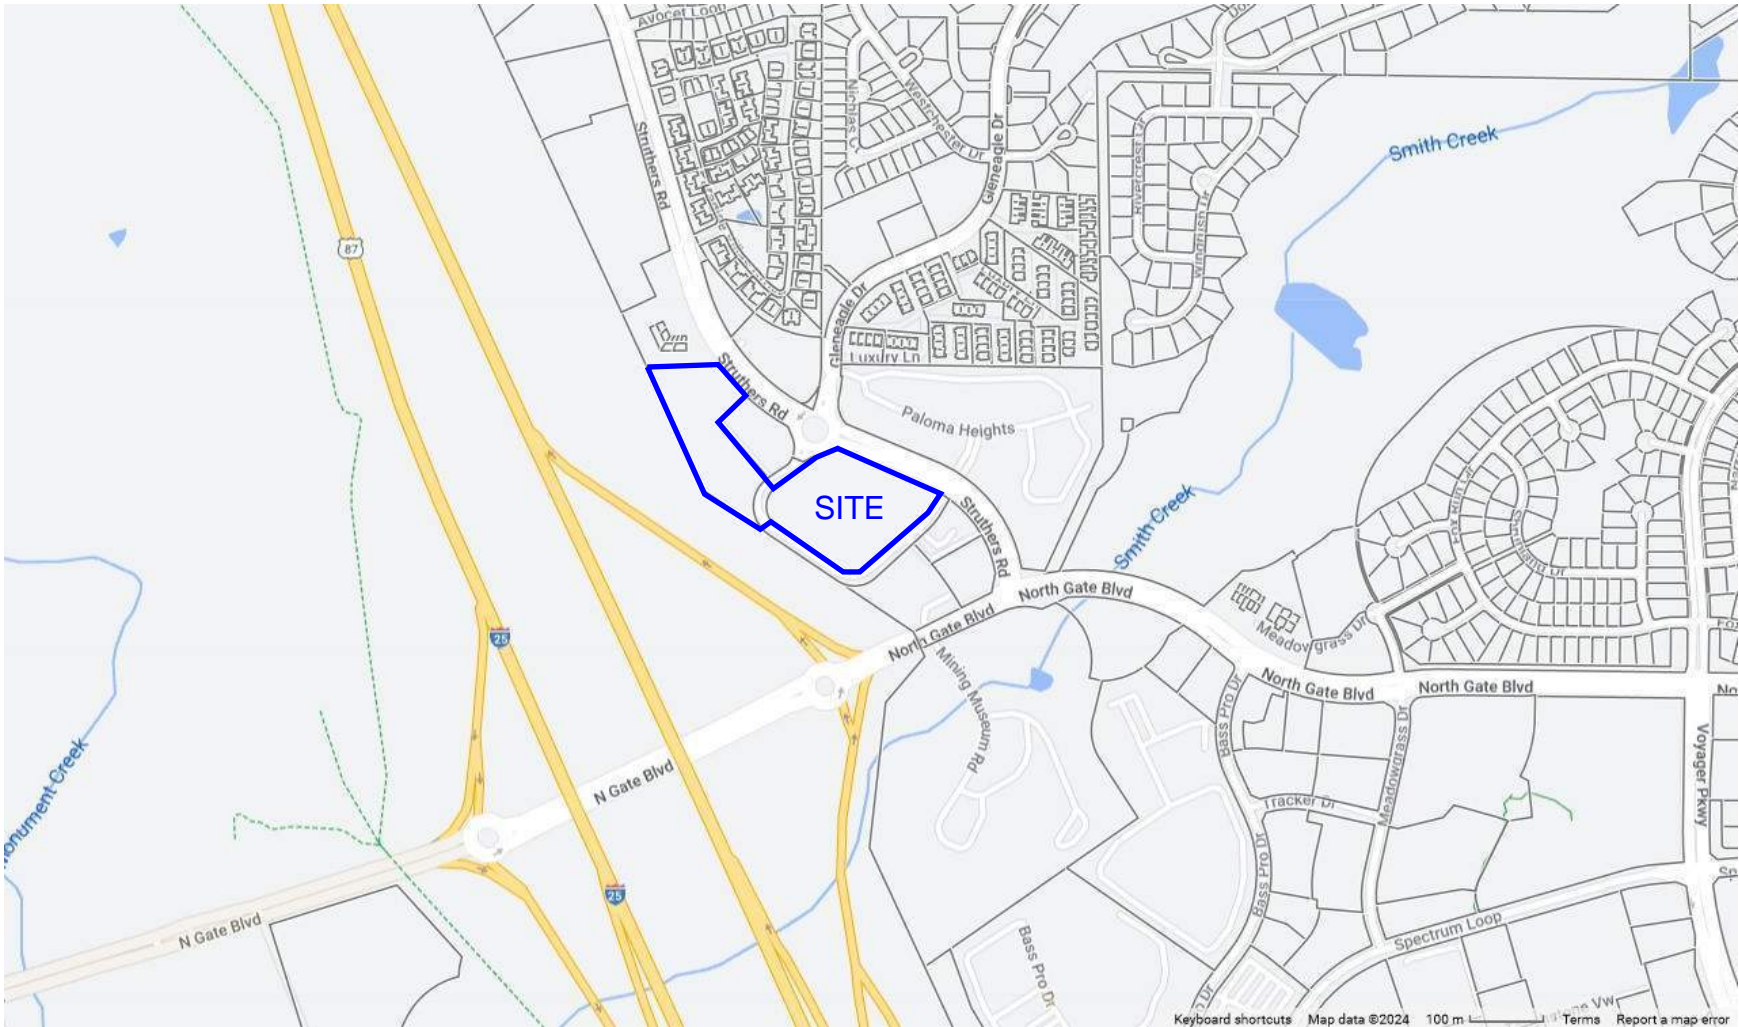 Avocet Loop
Struthers Rd
Nicholas Ct
Westchester Dr
Gleneagle Dr
Rivercrest Dr
Windrush Dr
Smith Creek
87
Gleneagle Dr
Luxury Ln
Struthers Rd
Paloma Heights
SITE
Struthers Rd
Smith Creek
North Gate Blvd
North Gate Blvd
Meadowgrass Dr
25
Mining Museum Rd
Bass Pro Dr
North Gate Blvd
North Gate Blvd
No
Voyager Pkwy
Meadowgrass Dr
N Gate Blvd
Monument Creek
Tracker Dr
Bass Pro Dr
25
N Gate Blvd
Spectrum Loop
Bass Pro Dr
o Dr
Keyboard shortcuts Map data ©2024 100 m Terms Report a map error